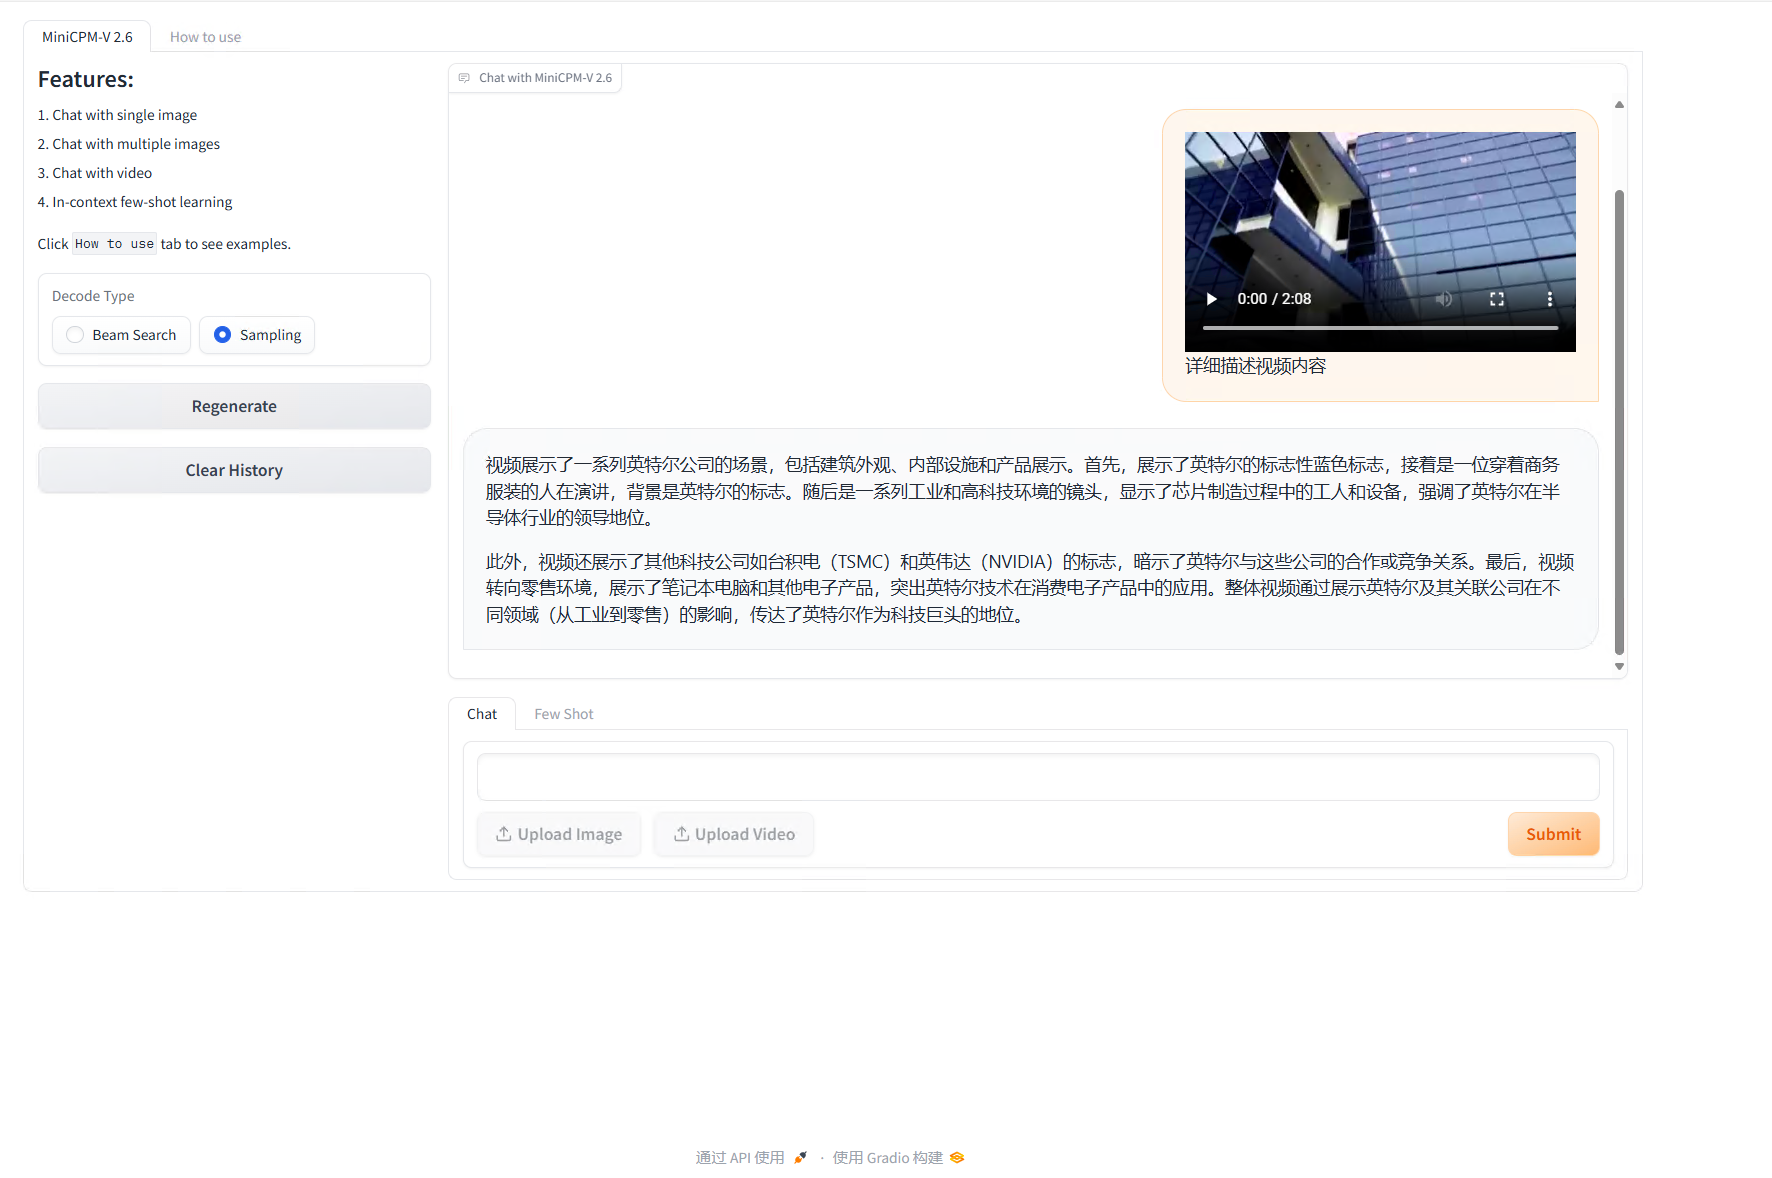 MiniCPM-V 2.6
How to use
Features:
1. Chat with single image
2. Chat with multiple images
3. Chat with video
4. In-context few-shot learning
Click How to use tab to see examples.
Decode Type
Beam Search
Sampling
Regenerate
Clear History
Chat with MiniCPM-V 2.6
0:00 / 2:08
详细描述视频内容
视频展示了一系列英特尔公司的场景，包括建筑外观、内部设施和产品展示。首先，展示了英特尔的标志性蓝色标志，接着是一位穿着商务
服装的人在演讲，背景是英特尔的标志。随后是一系列工业和高科技环境的镜头，显示了芯片制造过程中的工人和设备，强调了英特尔在半
导体行业的领导地位。
此外，视频还展示了其他科技公司如台积电（TSMC）和英伟达（NVIDIA）的标志，暗示了英特尔与这些公司的合作或竞争关系。最后，视频
转向零售环境，展示了笔记本电脑和其他电子产品，突出英特尔技术在消费电子产品中的应用。整体视频通过展示英特尔及其关联公司在不
同领域（从工业到零售）的影响，传达了英特尔作为科技巨头的地位。
Chat
Few Shot
Upload Image
Upload Video
Submit
通过 API 使用 · 使用 Gradio 构建